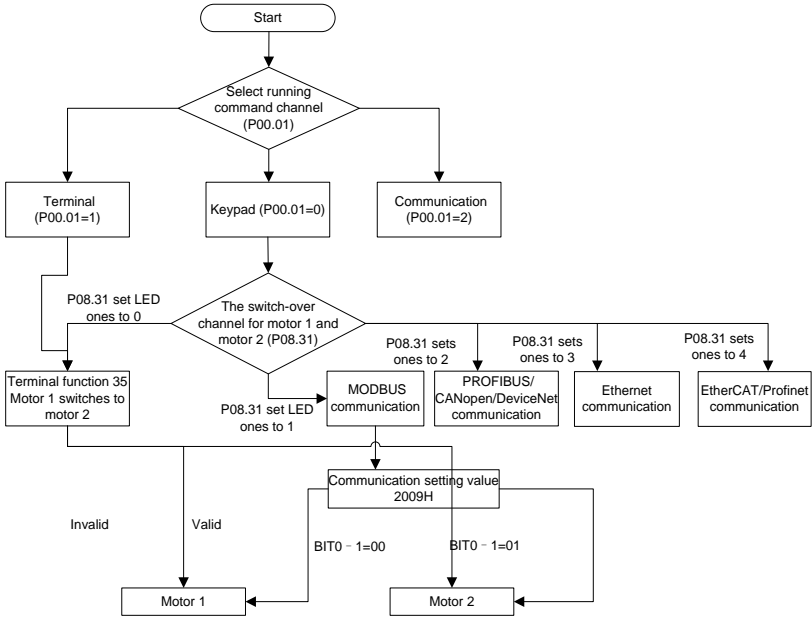 Start
Select running
command channel
(P00.01)
Terminal
(P00.01=1)
Keypad (P00.01=0)
Communication
(P00.01=2)
P08.31 set LED
ones to 0
The switch-over
channel for motor 1 and
motor 2 (P08.31)
P08.31 sets
ones to 2
P08.31 sets
ones to 3
P08.31 sets
ones to 4
Terminal function 35
Motor 1 switches to
motor 2
P08.31 set LED
ones to 1
MODBUS
communication
PROFIBUS/
CANopen/DeviceNet
communication
Ethernet
communication
EtherCAT/Profinet
communication
Communication setting value
2009H
Invalid
Valid
BIT0–1=00
BIT0–1=01
Motor 1
Motor 2